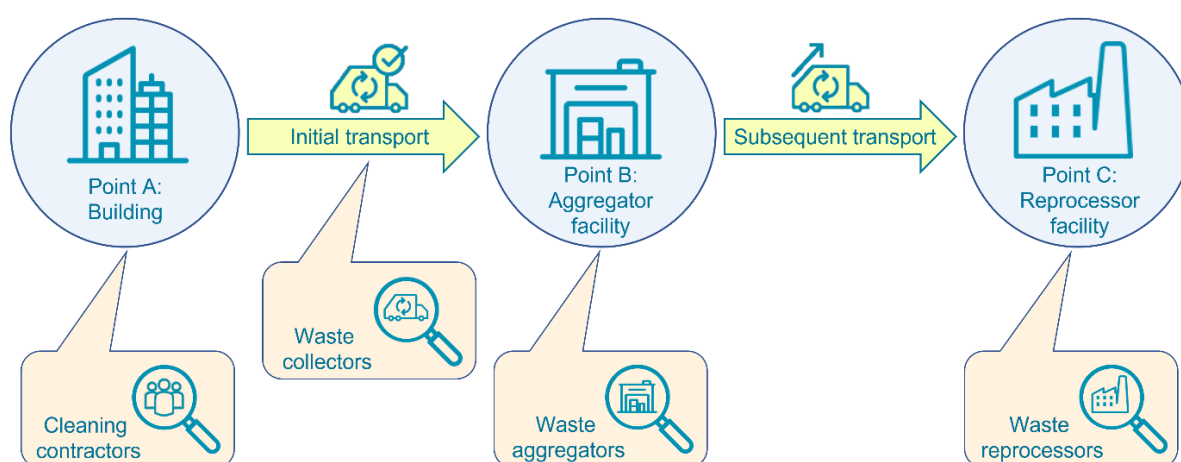 Initial transport
Subsequent transport
Point A:
Building
Point B:
Aggregator
facility
Point C:
Reprocessor
facility
Waste
collectors
Cleaning
contractors
Waste
aggregators
Waste
reprocessors